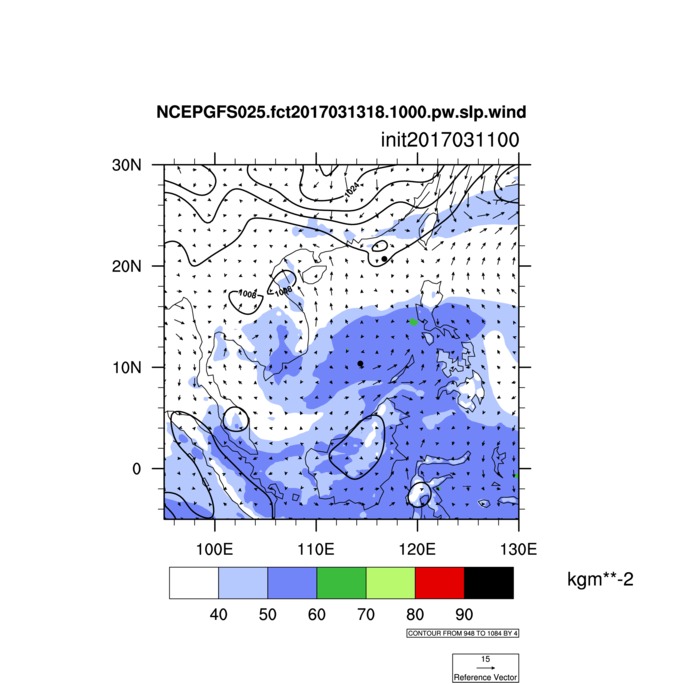 NCEPGFS025.fct2017031318.1000.pw.slp.wind
init2017031100
30N
1024
20N
1008
1008
10N
0
100E 110E 120E 130E
kgm**-2
40 50 60 70 80 90
CONTOUR FROM 948 TO 1084 BY 4
15
Reference Vector